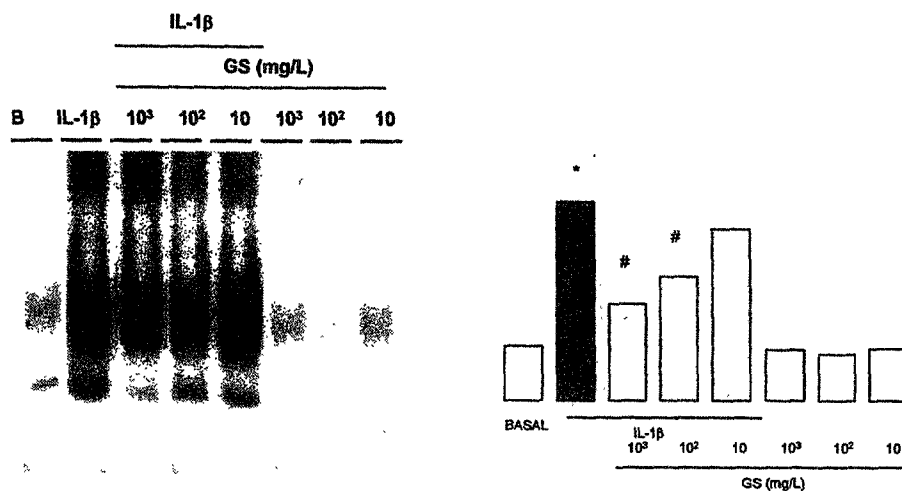 IL-1β
GS (mg/L)
B IL-1β 10³ 10² 10 10³ 10² 10
*
#
#
BASAL
IL-1β
10³ 10² 10 10³ 10² 10
GS (mg/L)